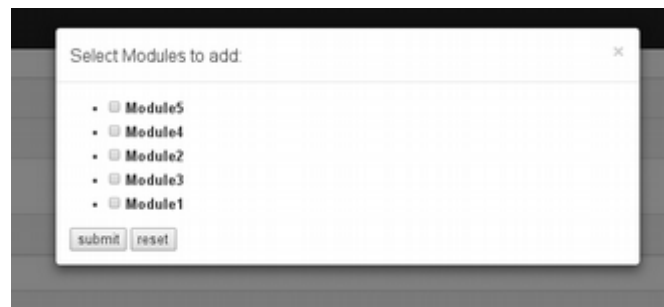 Select Modules to add: ×
Module5
Module4
Module2
Module3
Module1
submit reset